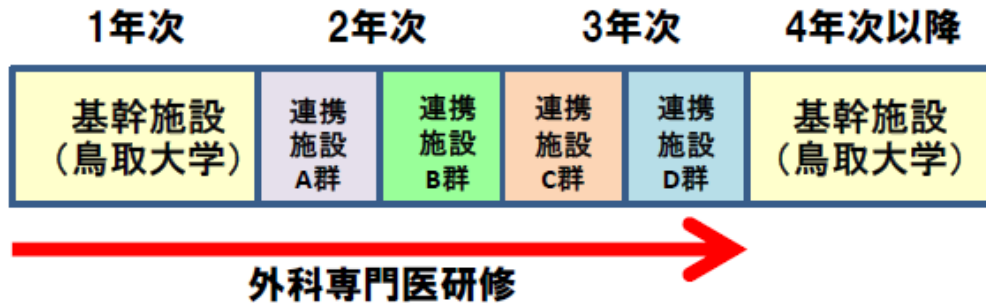 1年次 2年次 3年次 4年次以降
基幹施設
(鳥取大学)
連携
施設
A群
連携
施設
B群
連携
施設
C群
連携
施設
D群
基幹施設
(鳥取大学)
外科専門医研修